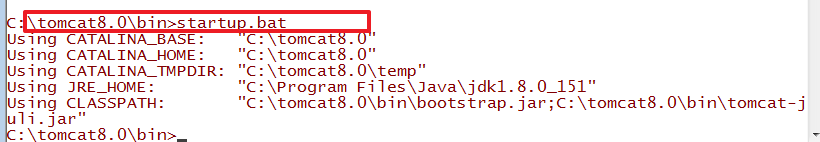 C:\tomcat8.0\bin>startup.bat
Using CATALINA_BASE:   "C:\tomcat8.0"
Using CATALINA_HOME:   "C:\tomcat8.0"
Using CATALINA_TMPDIR: "C:\tomcat8.0\temp"
Using JRE_HOME:        "C:\Program Files\Java\jdk1.8.0_151"
Using CLASSPATH:       "C:\tomcat8.0\bin\bootstrap.jar;C:\tomcat8.0\bin\tomcat-j
uli.jar"
C:\tomcat8.0\bin>